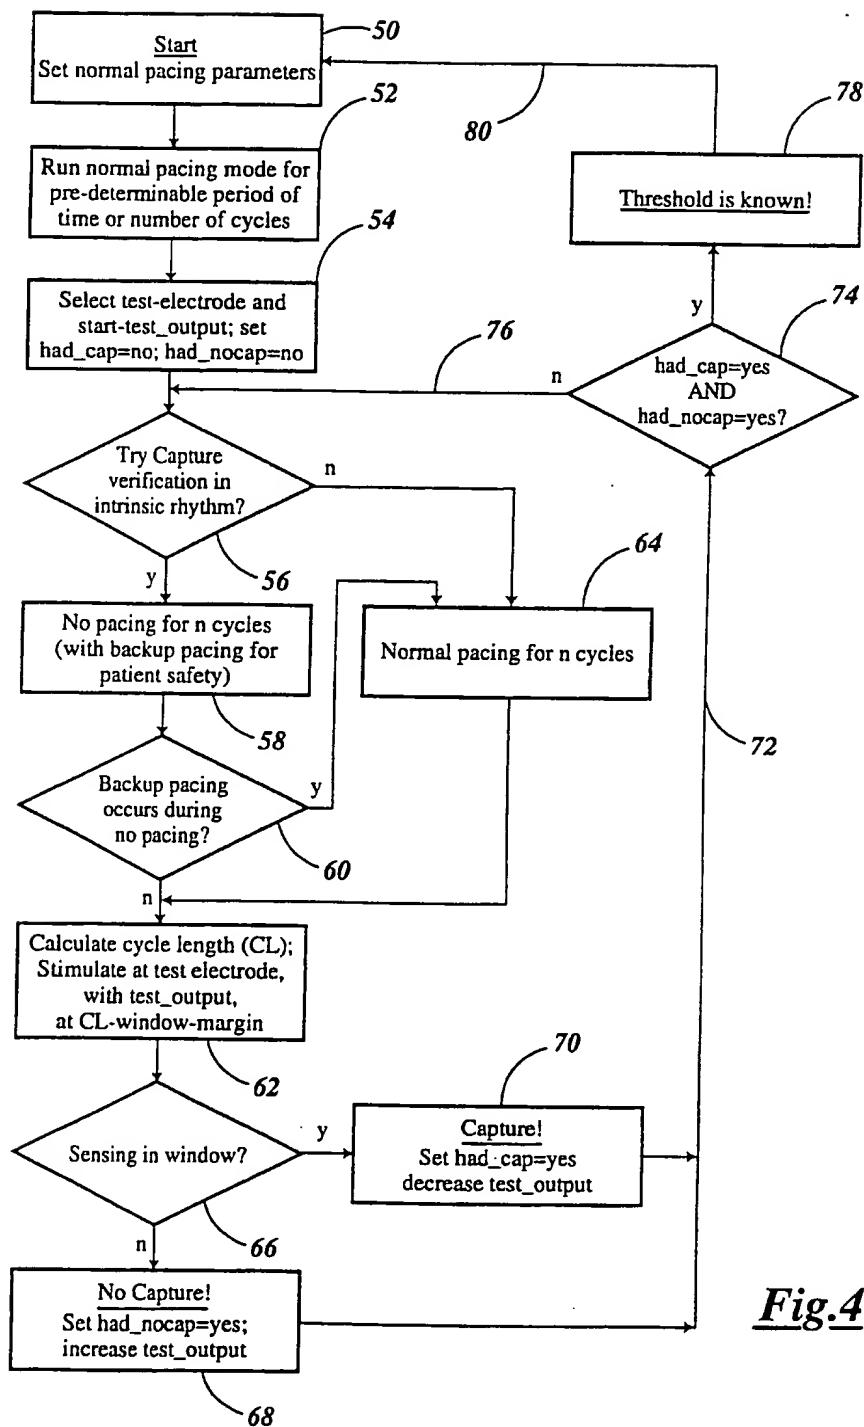 Start
Set normal pacing parameters
50
Run normal pacing mode for
pre-determinable period of
time or number of cycles
52
Select test-electrode and
start-test_output; set
had_cap=no; had_nocap=no
54
Try Capture
verification in
intrinsic rhythm?
n
y
56
No pacing for n cycles
(with backup pacing for
patient safety)
58
Normal pacing for n cycles
64
Backup pacing
occurs during
no pacing?
y
n
60
Calculate cycle length (CL);
Stimulate at test electrode,
with test_output,
at CL-window-margin
62
Sensing in window?
y
n
66
Capture!
Set had_cap=yes
decrease test_output
70
No Capture!
Set had_nocap=yes;
increase test_output
68
72
had_cap=yes
AND
had_nocap=yes?
74
n
76
y
Threshold is known!
78
80
Fig.4